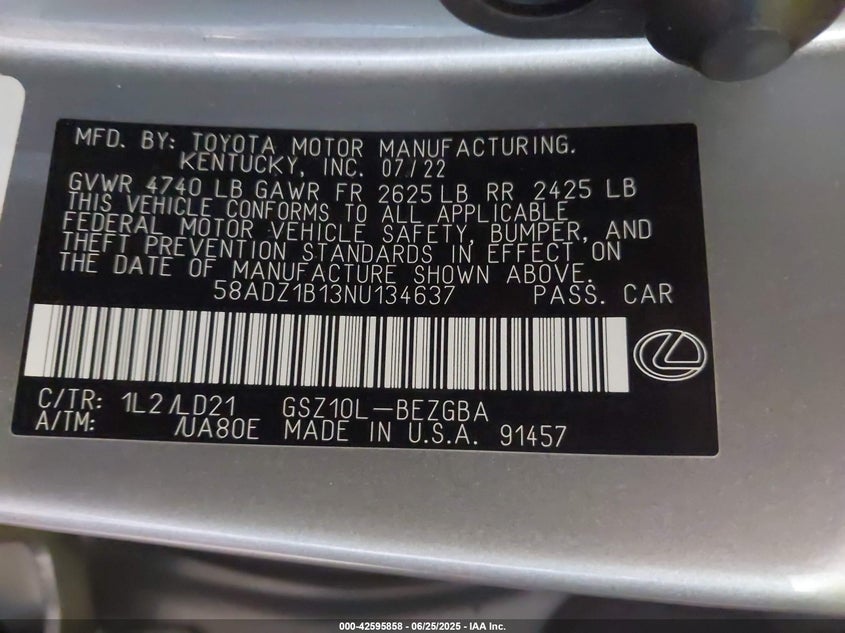 MFD. BY: TOYOTA MOTOR MANUFACTURING.
KENTUCKY, INC. 07/22
GVWR 4740 LB GAWR FR 2625 LB RR 2425 LB
THIS VEHICLE CONFORMS TO ALL APPLICABLE
FEDERAL MOTOR VEHICLE SAFETY, BUMPER, AND
THEFT PREVENTION STANDARDS IN EFFECT ON
THE DATE OF MANUFACTURE SHOWN ABOVE.
58ADZ1B13NU134637 PASS. CAR
C/TR: 1L2/LD21 GSZ10L-BEZGBA
A/TM: /UA80E MADE IN U.S.A. 91457
000-42595858 - 06/25/2025 - IAA Inc.